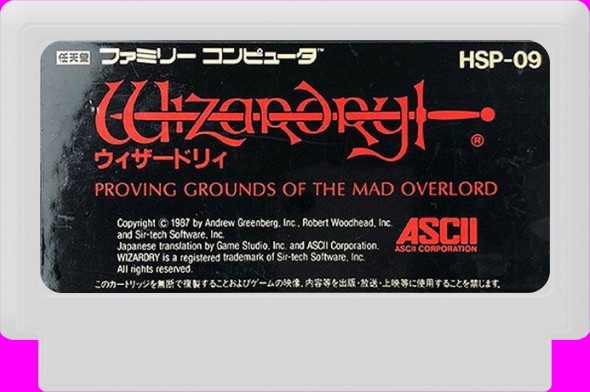 任天堂 ファミリー コンピュータ™ HSP-09
Wizardry®
ウィザードリィ
PROVING GROUNDS OF THE MAD OVERLORD
Copyright © 1987 by Andrew Greenberg, Inc., Robert Woodhead, Inc.
and Sir-tech Software, Inc.
Japanese translation by Game Studio, Inc. and ASCII Corporation.
WIZARDRY is a registered trademark of Sir-tech Software, Inc.
All rights reserved.
ASCII
ASCII CORPORATION
このカートリッジを無断で複製することおよびゲームの映像、内容等を出版・放送・上映等に使用することを禁じます。